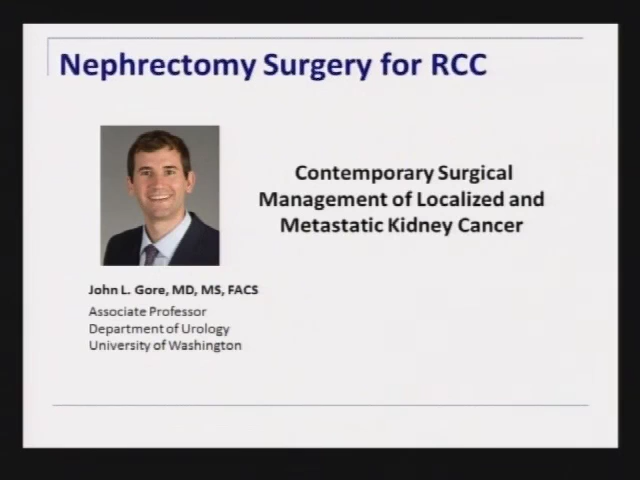 Nephrectomy Surgery for RCC
Contemporary Surgical
Management of Localized and
Metastatic Kidney Cancer
John L. Gore, MD, MS, FACS
Associate Professor
Department of Urology
University of Washington